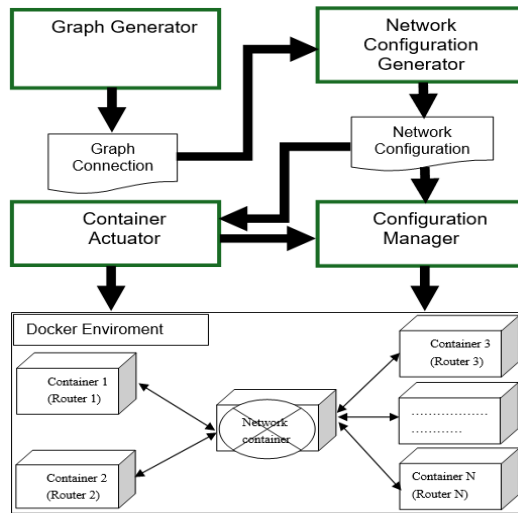 Graph Generator
Network
Configuration
Generator
Graph
Connection
Network
Configuration
Container
Actuator
Configuration
Manager
Docker Enviroment
Container 1
(Router 1)
Container 2
(Router 2)
Network
container
Container 3
(Router 3)
...................
............
Container N
(Router N)